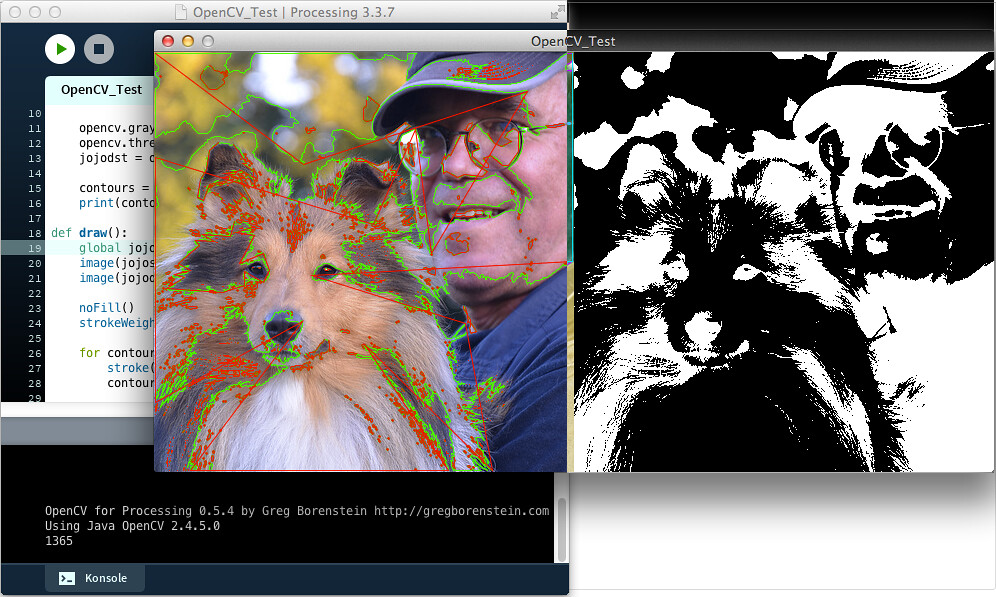 OpenCV_Test | Processing 3.3.7
OpenCV_Test
OpenCV_Test
10
11 opencv.gray
12 opencv.thre
13 jojodst = 
14
15 contours =
16 print(conto
17
18 def draw():
19 global jojo
20 image(jojos
21 image(jojod
22
23 noFill()
24 strokeWeigh
25
26 for contour
27 stroke(
28 contour
29
OpenCV for Processing 0.5.4 by Greg Borenstein http://gregborenstein.com
Using Java OpenCV 2.4.5.0
1365
Konsole